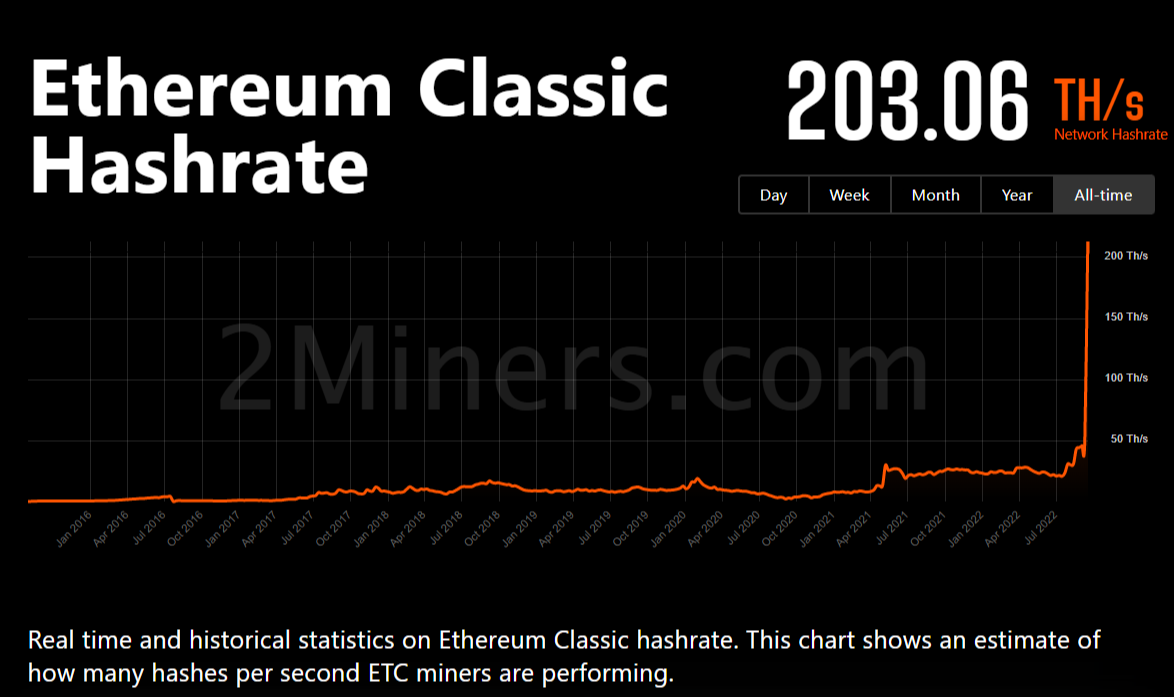 Ethereum Classic
Hashrate
203.06 TH/s
Network Hashrate
Day Week Month Year All-time
200 Th/s
150 Th/s
100 Th/s
50 Th/s
2Miners.com
Jan 2016 Apr 2016 Jul 2016 Oct 2016 Jan 2017 Apr 2017 Jul 2017 Oct 2017 Jan 2018 Apr 2018 Jul 2018 Oct 2018 Jan 2019 Apr 2019 Jul 2019 Oct 2019 Jan 2020 Apr 2020 Jul 2020 Oct 2020 Jan 2021 Apr 2021 Jul 2021 Oct 2021 Jan 2022 Apr 2022 Jul 2022
Real time and historical statistics on Ethereum Classic hashrate. This chart shows an estimate of
how many hashes per second ETC miners are performing.